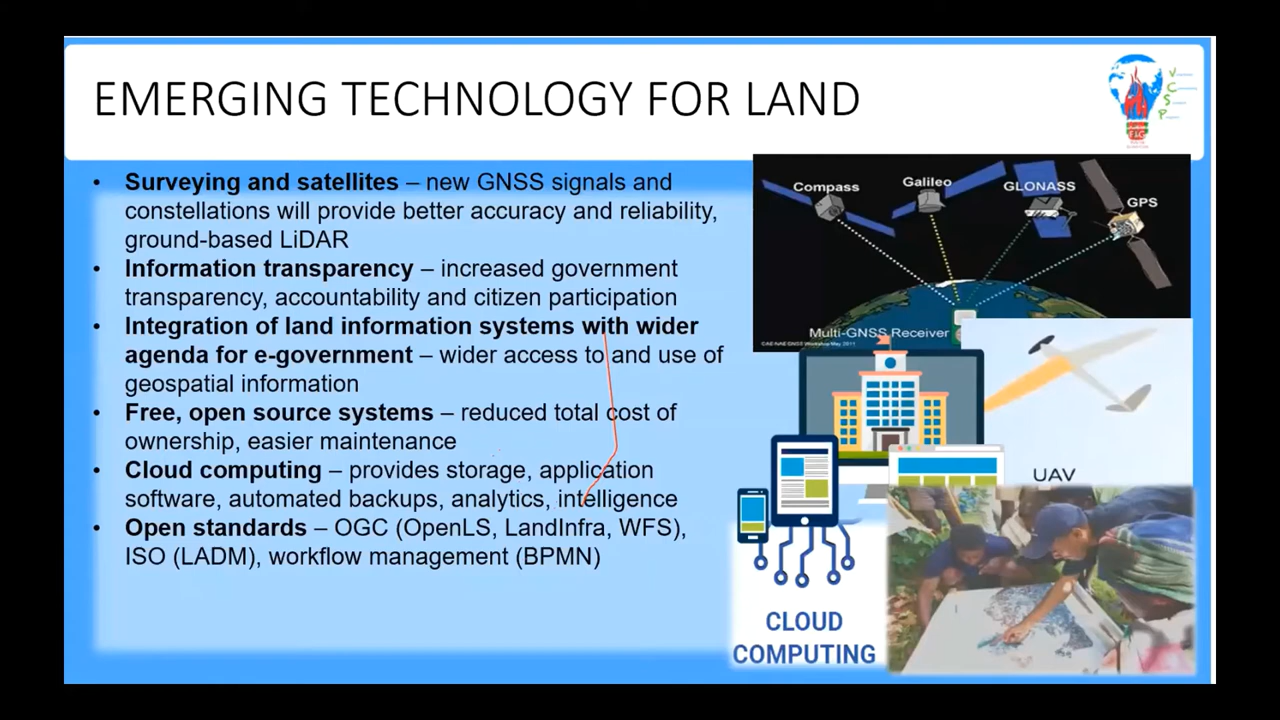 EMERGING TECHNOLOGY FOR LAND
V
C
S
P
• Surveying and satellites – new GNSS signals and
constellations will provide better accuracy and reliability,
ground-based LiDAR
• Information transparency – increased government
transparency, accountability and citizen participation
• Integration of land information systems with wider
agenda for e-government – wider access to and use of
geospatial information
• Free, open source systems – reduced total cost of
ownership, easier maintenance
• Cloud computing – provides storage, application
software, automated backups, analytics, intelligence
• Open standards – OGC (OpenLS, LandInfra, WFS),
ISO (LADM), workflow management (BPMN)
Compass
Galileo
GLONASS
GPS
Multi-GNSS Receiver
UAV
CLOUD
COMPUTING